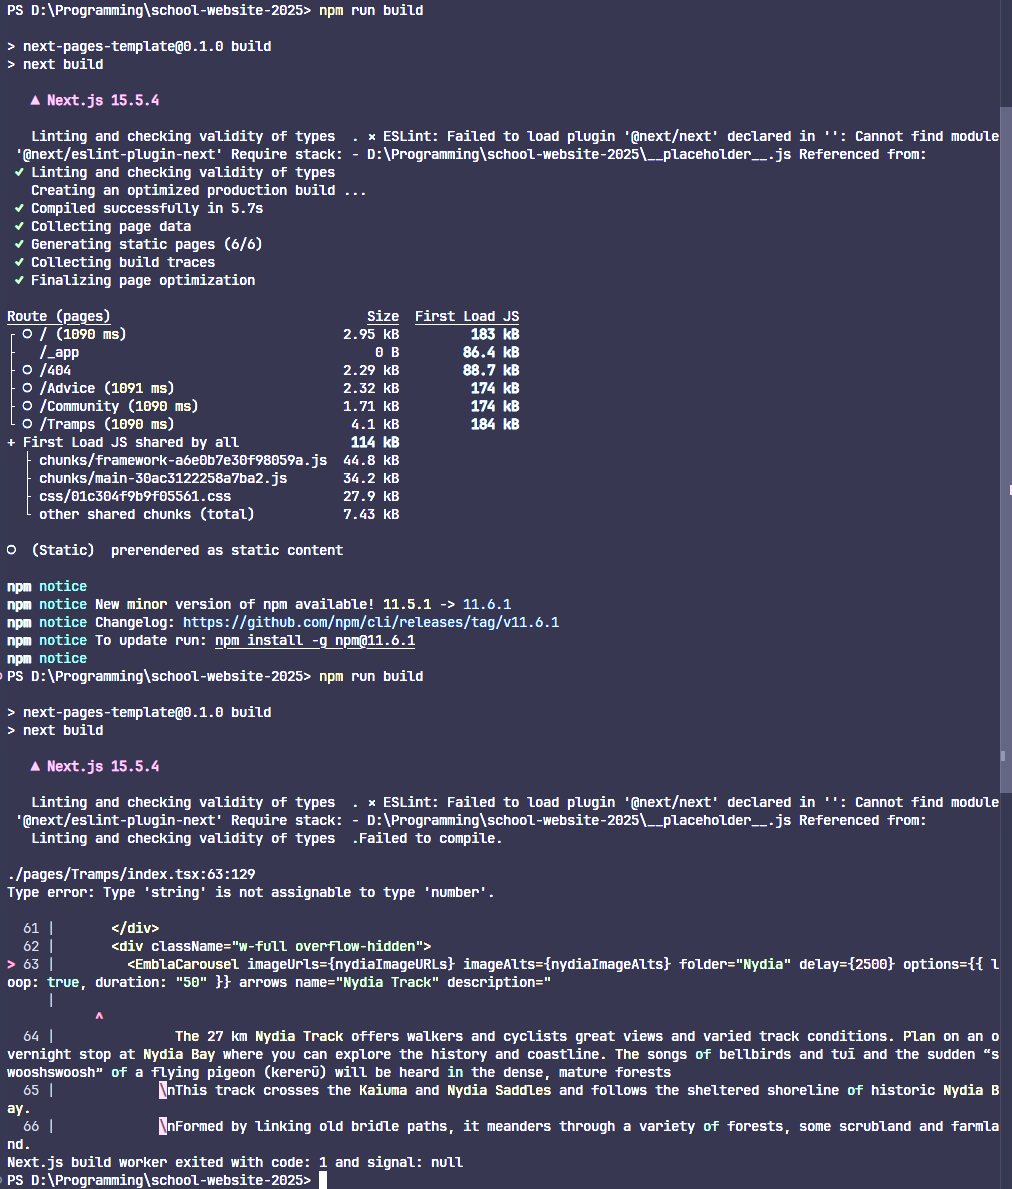 PS D:\Programming\school-website-2025> npm run build
> next-pages-template@0.1.0 build
> next build
▲ Next.js 15.5.4
Linting and checking validity of types  . ⨯ ESLint: Failed to load plugin '@next/next' declared in '': Cannot find module
'@next/eslint-plugin-next' Require stack: - D:\Programming\school-website-2025\__placeholder__.js Referenced from:
✓ Linting and checking validity of types
Creating an optimized production build ...
✓ Compiled successfully in 5.7s
✓ Collecting page data
✓ Generating static pages (6/6)
✓ Collecting build traces
✓ Finalizing page optimization
Route (pages) Size First Load JS
┌ ○ / (1090 ms) 2.95 kB 183 kB
├   /_app 0 B 86.4 kB
├ ○ /404 2.29 kB 88.7 kB
├ ○ /Advice (1091 ms) 2.32 kB 174 kB
├ ○ /Community (1090 ms) 1.71 kB 174 kB
└ ○ /Tramps (1090 ms) 4.1 kB 184 kB
+ First Load JS shared by all 114 kB
├ chunks/framework-a6e0b7e30f98059a.js 44.8 kB
├ chunks/main-30ac3122258a7ba2.js 34.2 kB
├ css/01c304f9b9f05561.css 27.9 kB
└ other shared chunks (total) 7.43 kB
○  (Static)  prerendered as static content
npm notice
npm notice New minor version of npm available! 11.5.1 -> 11.6.1
npm notice Changelog: https://github.com/npm/cli/releases/tag/v11.6.1
npm notice To update run: npm install -g npm@11.6.1
npm notice
PS D:\Programming\school-website-2025> npm run build
> next-pages-template@0.1.0 build
> next build
▲ Next.js 15.5.4
Linting and checking validity of types  . ⨯ ESLint: Failed to load plugin '@next/next' declared in '': Cannot find module
'@next/eslint-plugin-next' Require stack: - D:\Programming\school-website-2025\__placeholder__.js Referenced from:
Linting and checking validity of types  .Failed to compile.
./pages/Tramps/index.tsx:63:129
Type error: Type 'string' is not assignable to type 'number'.
61 |       </div>
62 |       <div className="w-full overflow-hidden">
> 63 |         <EmblaCarousel imageUrls={nydiaImageURLs} imageAlts={nydiaImageAlts} folder="Nydia" delay={2500} options={{ l
oop: true, duration: "50" }} arrows name="Nydia Track" description="
|
^
64 |               The 27 km Nydia Track offers walkers and cyclists great views and varied track conditions. Plan on an o
vernight stop at Nydia Bay where you can explore the history and coastline. The songs of bellbirds and tuī and the sudden “s
wooshswoosh” of a flying pigeon (kererū) will be heard in the dense, mature forests
65 |             \nThis track crosses the Kaiuma and Nydia Saddles and follows the sheltered shoreline of historic Nydia B
ay.
66 |             \nFormed by linking old bridle paths, it meanders through a variety of forests, some scrubland and farmla
nd.
Next.js build worker exited with code: 1 and signal: null
PS D:\Programming\school-website-2025>